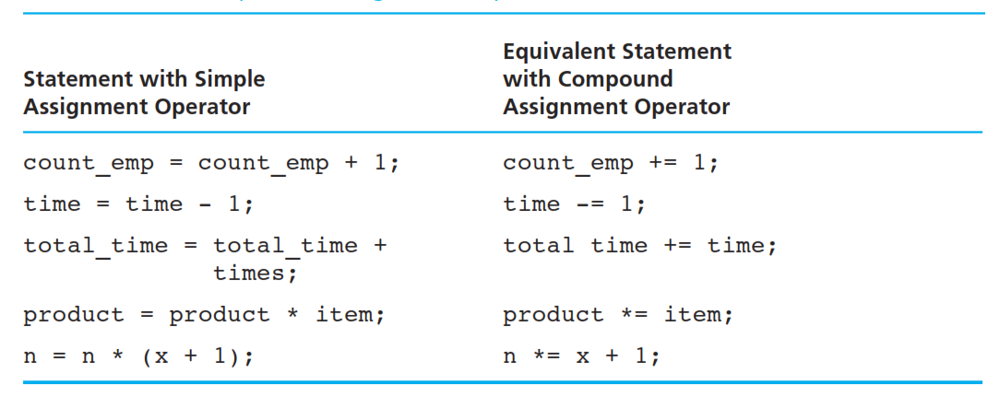 Equivalent Statement
Statement with Simple with Compound
Assignment Operator Assignment Operator
count_emp = count_emp + 1; count_emp += 1;
time = time - 1; time -= 1;
total_time = total_time + total time += time;
times;
product = product * item; product *= item;
n = n * (x + 1); n *= x + 1;